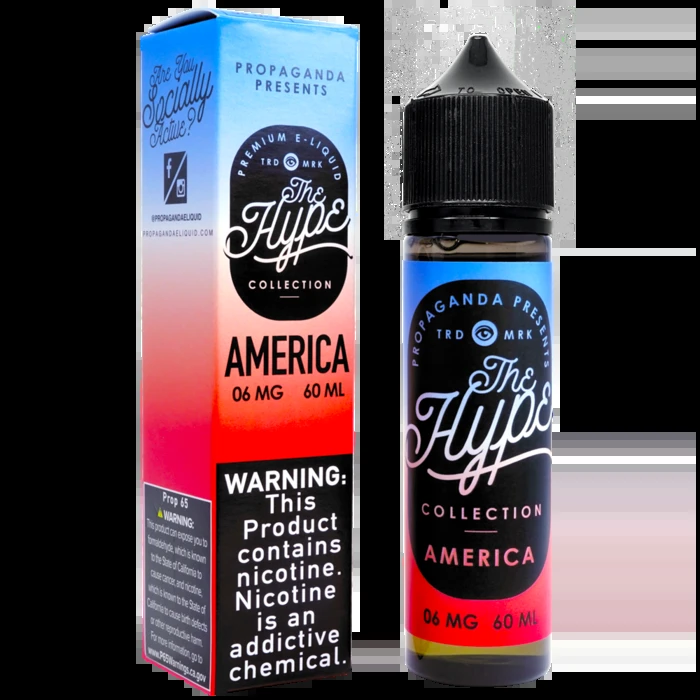 Are You
Socially
Active?
f
@PROPAGANDAELIQUID
PROPAGANDAELIQUID.COM
Prop 65
WARNING:
This product can expose you to
formaldehyde, which is known
to the State of California to
cause cancer, and nicotine,
which is known to the State of
California to cause birth defects
or other reproductive harm.
For more information, go to
www.P65Warnings.ca.gov
PROPAGANDA
PRESENTS
PREMIUM E-LIQUID
TRD MRK
The
Hype
COLLECTION
AMERICA
06 MG 60 ML
WARNING:
This
Product
contains
nicotine.
Nicotine
is an
addictive
chemical.
TO OPEN
PROPAGANDA PRESENTS
TRD MRK
The
Hype
COLLECTION
AMERICA
06 MG 60 ML